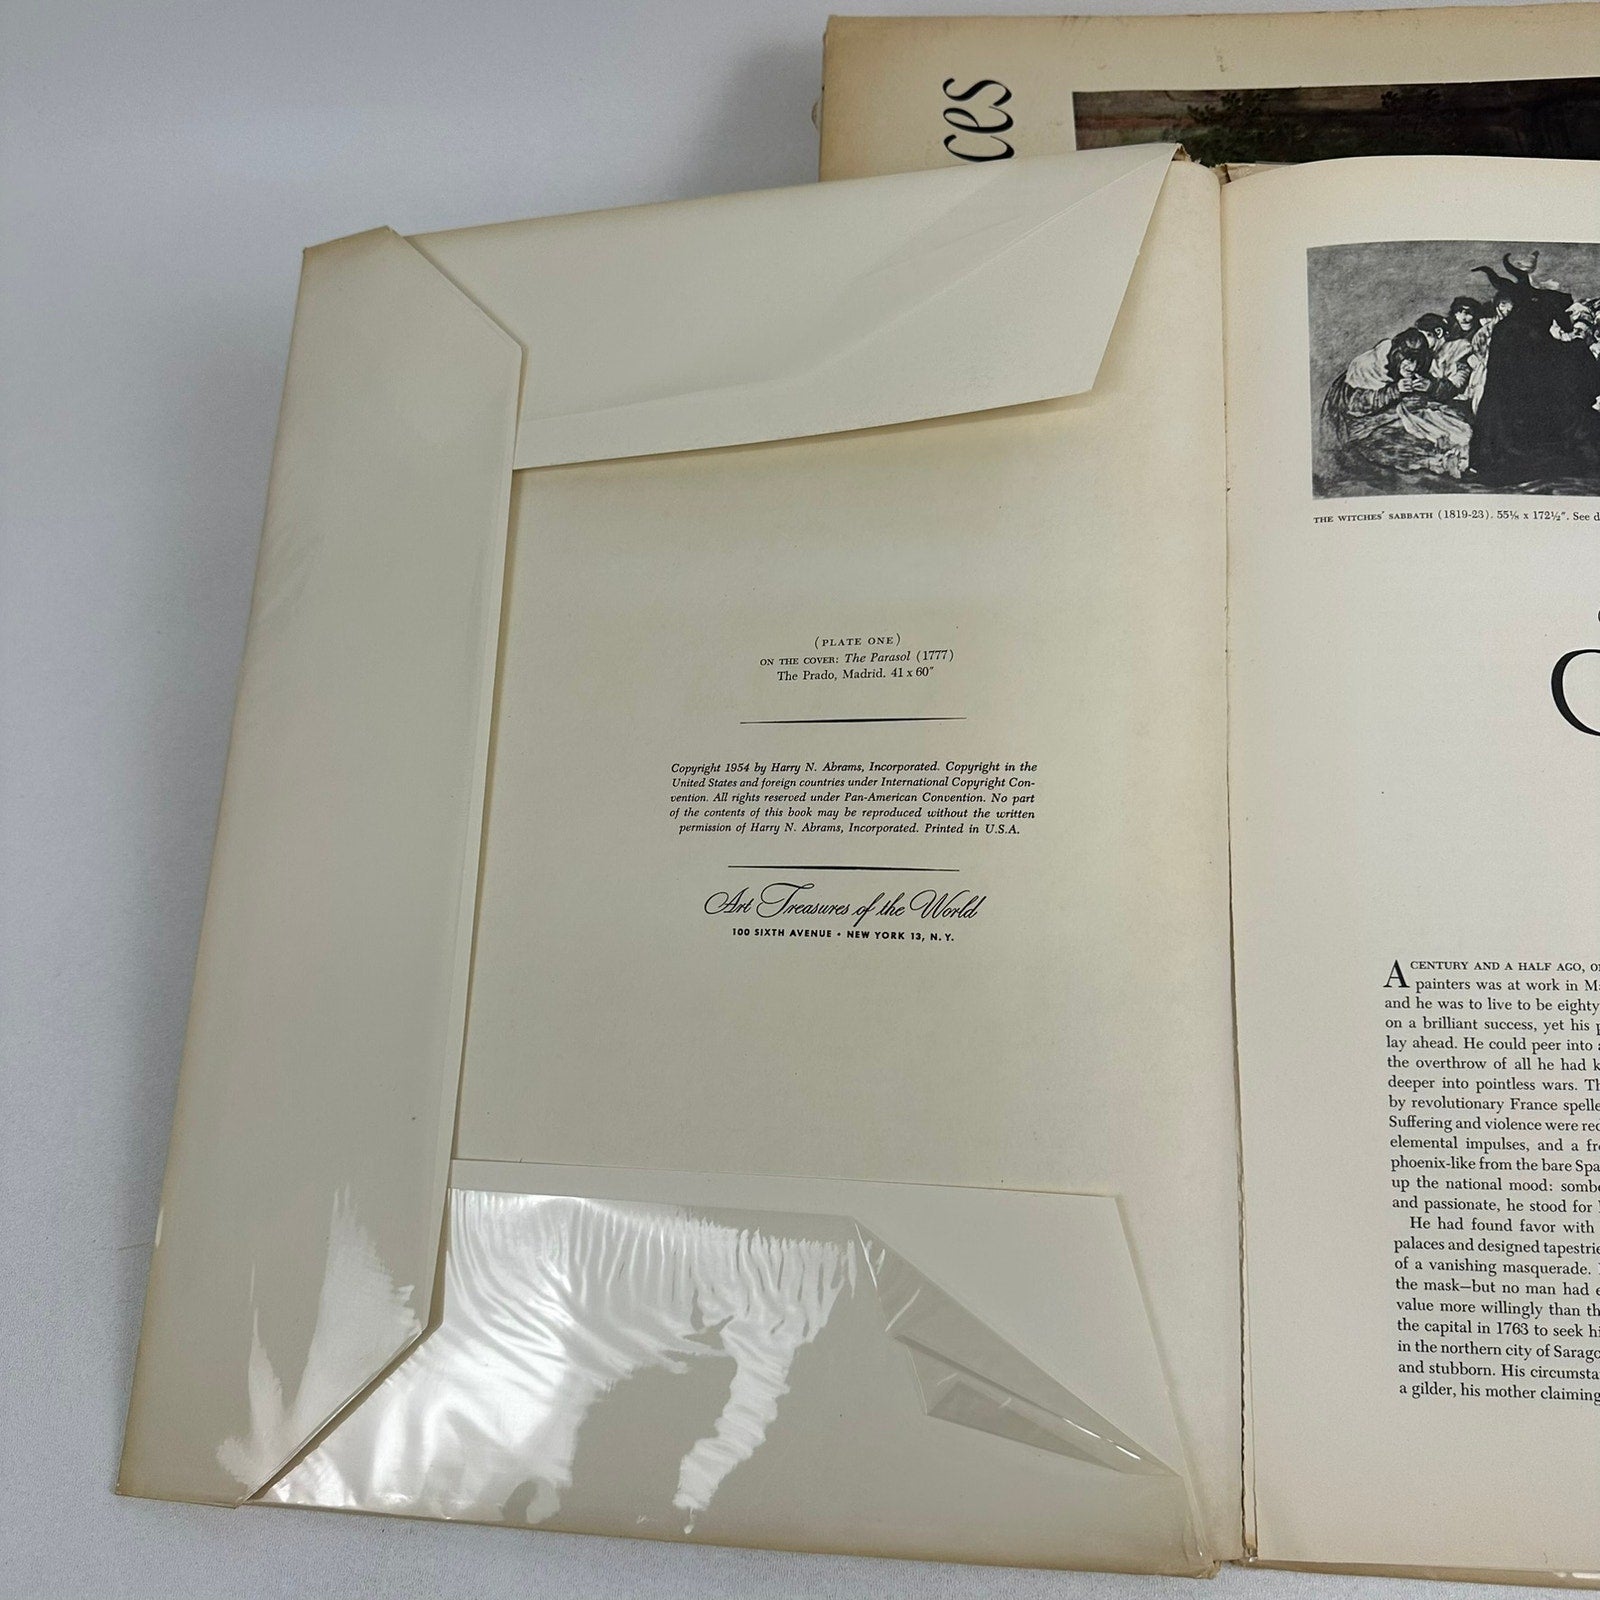 ces
(PLATE ONE)
ON THE COVER: The Parasol (1777)
The Prado, Madrid. 41 x 60"
Copyright 1954 by Harry N. Abrams, Incorporated. Copyright in the
United States and foreign countries under International Copyright Con-
vention. All rights reserved under Pan-American Convention. No part
of the contents of this book may be reproduced without the written
permission of Harry N. Abrams, Incorporated. Printed in U.S.A.
Art Treasures of the World
100 SIXTH AVENUE • NEW YORK 13, N. Y.
THE WITCHES' SABBATH (1819-23). 55⅛ x 172½". See
A CENTURY AND A HALF AGO,
painters was at work in
and he was to live to be eighty
on a brilliant success, yet his
lay ahead. He could peer into
the overthrow of all he had
deeper into pointless wars.
by revolutionary France
Suffering and violence were
elemental impulses, and a
phoenix-like from the bare
up the national mood:
and passionate, he stood for
He had found favor with
palaces and designed
of a vanishing masquerade.
the mask—but no man had
value more willingly than
the capital in 1763 to seek
in the northern city of
and stubborn. His
a gilder, his mother claiming